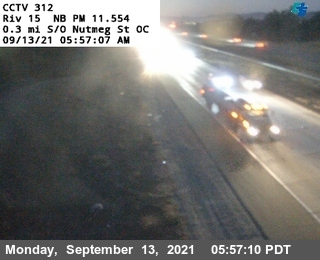 CCTV 312
Riv 15 NB PM 11.554
0.3 mi S/O Nutmeg St OC
09/13/21 05:57:07 AM
Monday, September 13, 2021 05:57:10 PDT